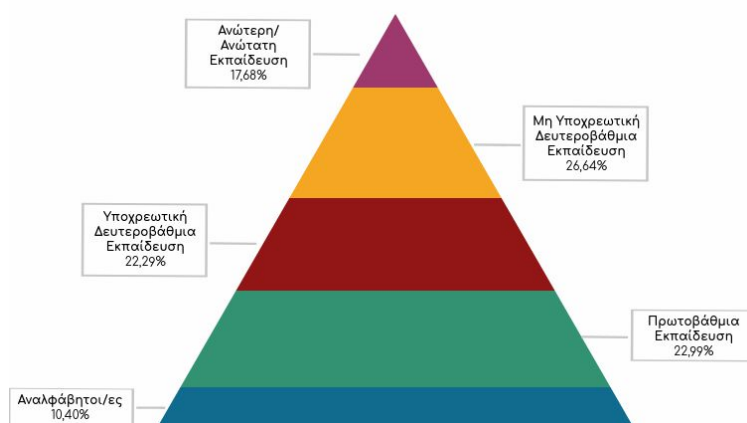 Ανώτερη/
Ανώτατη
Εκπαίδευση
17,68%
Μη Υποχρεωτική
Δευτεροβάθμια
Εκπαίδευση
26,64%
Υποχρεωτική
Δευτεροβάθμια
Εκπαίδευση
22,29%
Πρωτοβάθμια
Εκπαίδευση
22,99%
Αναλφάβητοι/ες
10,40%